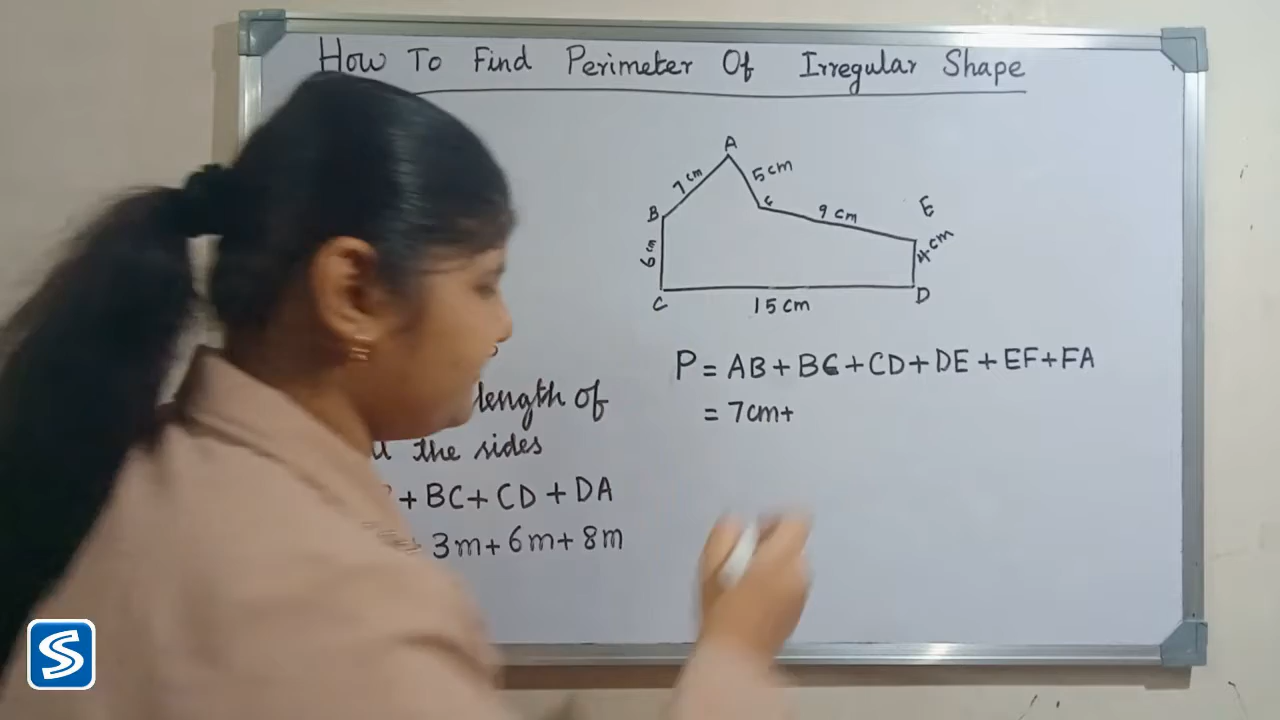 How To Find Perimeter Of Irregular Shape
A
7 cm
5 cm
B
9 cm
E
6
4 cm
C
15 cm
D
P = AB + BC + CD + DE + EF + FA
= 7cm +
length of
the sides
+ BC + CD + DA
3m + 6m + 8m
S